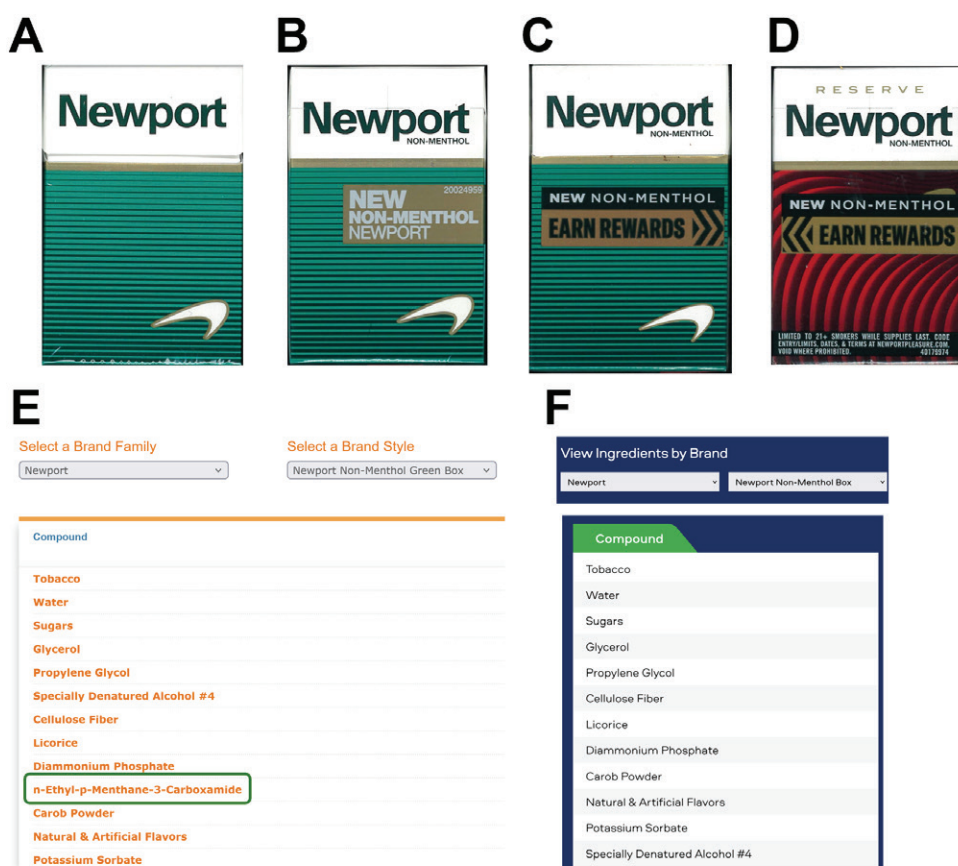 A
Newport
B
Newport
NON-MENTHOL
20024959
NEW
NON-MENTHOL
NEWPORT
C
Newport
NON-MENTHOL
NEW NON-MENTHOL
EARN REWARDS
D
RESERVE
Newport
NON-MENTHOL
NEW NON-MENTHOL
EARN REWARDS
LIMITED TO 21+ SMOKERS WHILE SUPPLIES LAST. CODE
ENTRY/LIMITS, DATES, & TERMS AT NEWPORTPLEASURE.COM.
VOID WHERE PROHIBITED. 40179974
E
Select a Brand Family
Select a Brand Style
Newport
Newport Non-Menthol Green Box
Compound
Tobacco
Water
Sugars
Glycerol
Propylene Glycol
Specially Denatured Alcohol #4
Cellulose Fiber
Licorice
Diammonium Phosphate
n-Ethyl-p-Menthane-3-Carboxamide
Carob Powder
Natural & Artificial Flavors
Potassium Sorbate
F
View Ingredients by Brand
Newport
Newport Non-Menthol Box
Compound
Tobacco
Water
Sugars
Glycerol
Propylene Glycol
Cellulose Fiber
Licorice
Diammonium Phosphate
Carob Powder
Natural & Artificial Flavors
Potassium Sorbate
Specially Denatured Alcohol #4